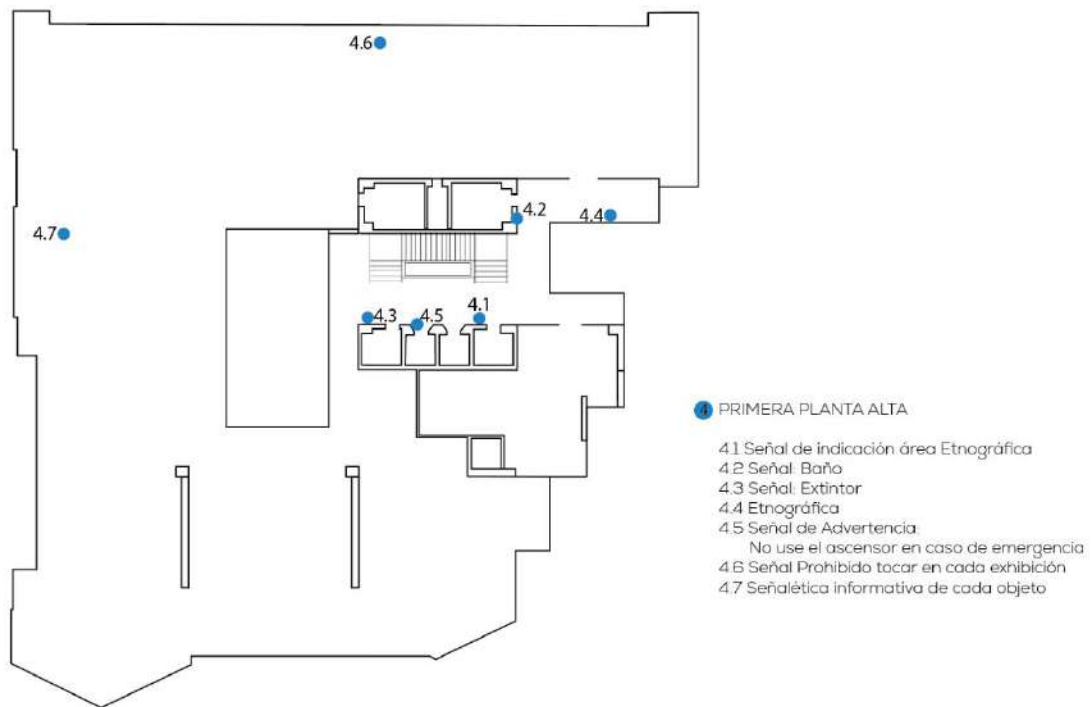 4.6
4.2
4.4
4.7
4.1
4.3
4.5
4 PRIMERA PLANTA ALTA
4.1 Señal de indicación área Etnográfica
4.2 Señal: Baño
4.3 Señal: Extintor
4.4 Etnográfica
4.5 Señal de Advertencia
No use el ascensor en caso de emergencia
4.6 Señal Prohibido tocar en cada exhibición
4.7 Señalética informativa de cada objeto